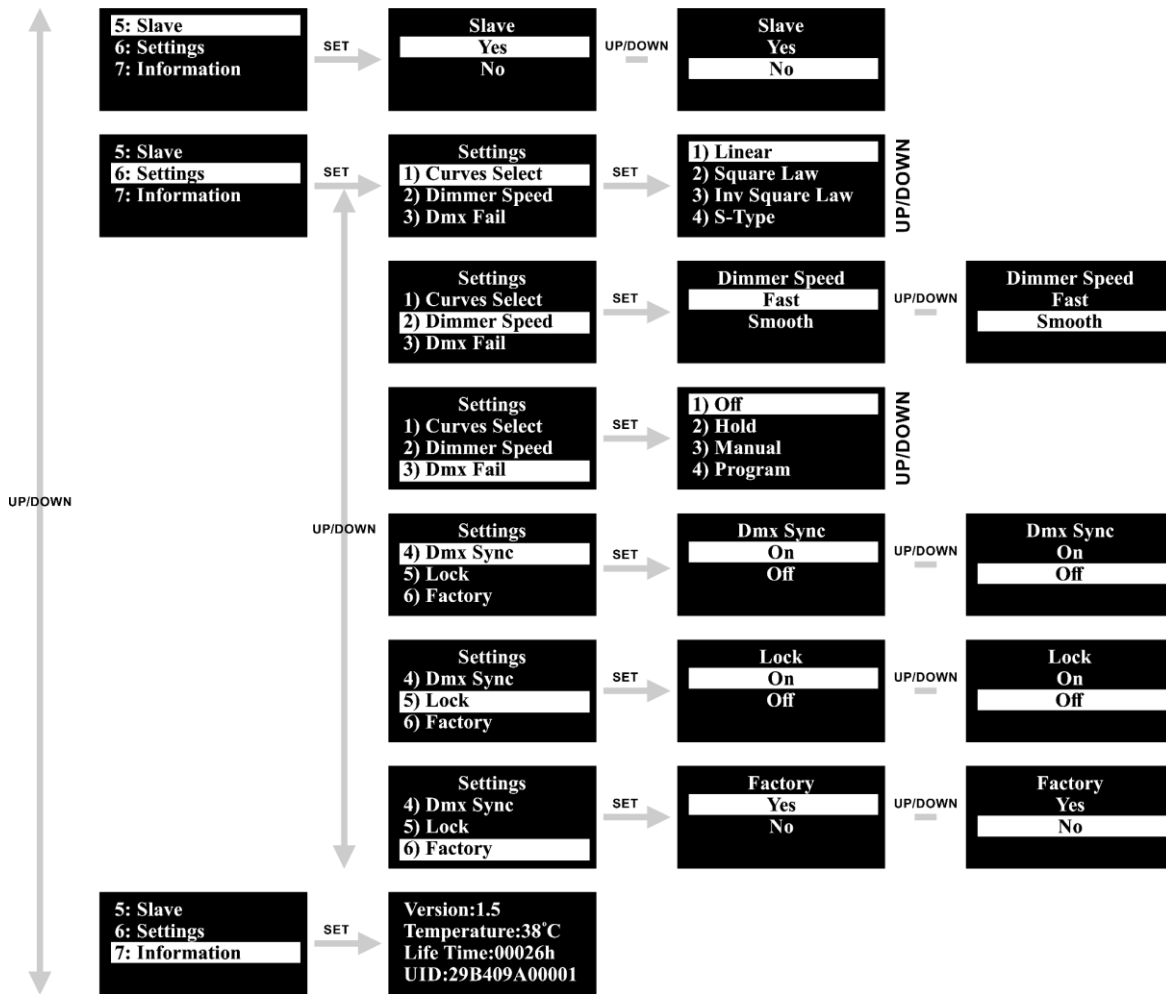 5: Slave
6: Settings
7: Information
SET
Slave
Yes
No
UP/DOWN
Slave
Yes
No
5: Slave
6: Settings
7: Information
SET
Settings
1) Curves Select
2) Dimmer Speed
3) Dmx Fail
SET
1) Linear
2) Square Law
3) Inv Square Law
4) S-Type
UP/DOWN
Settings
1) Curves Select
2) Dimmer Speed
3) Dmx Fail
SET
Dimmer Speed
Fast
Smooth
UP/DOWN
Dimmer Speed
Fast
Smooth
Settings
1) Curves Select
2) Dimmer Speed
3) Dmx Fail
SET
1) Off
2) Hold
3) Manual
4) Program
UP/DOWN
UP/DOWN
UP/DOWN
Settings
4) Dmx Sync
5) Lock
6) Factory
SET
Dmx Sync
On
Off
UP/DOWN
Dmx Sync
On
Off
Settings
4) Dmx Sync
5) Lock
6) Factory
SET
Lock
On
Off
UP/DOWN
Lock
On
Off
Settings
4) Dmx Sync
5) Lock
6) Factory
SET
Factory
Yes
No
UP/DOWN
Factory
Yes
No
5: Slave
6: Settings
7: Information
SET
Version:1.5
Temperature:38°C
Life Time:00026h
UID:29B409A00001